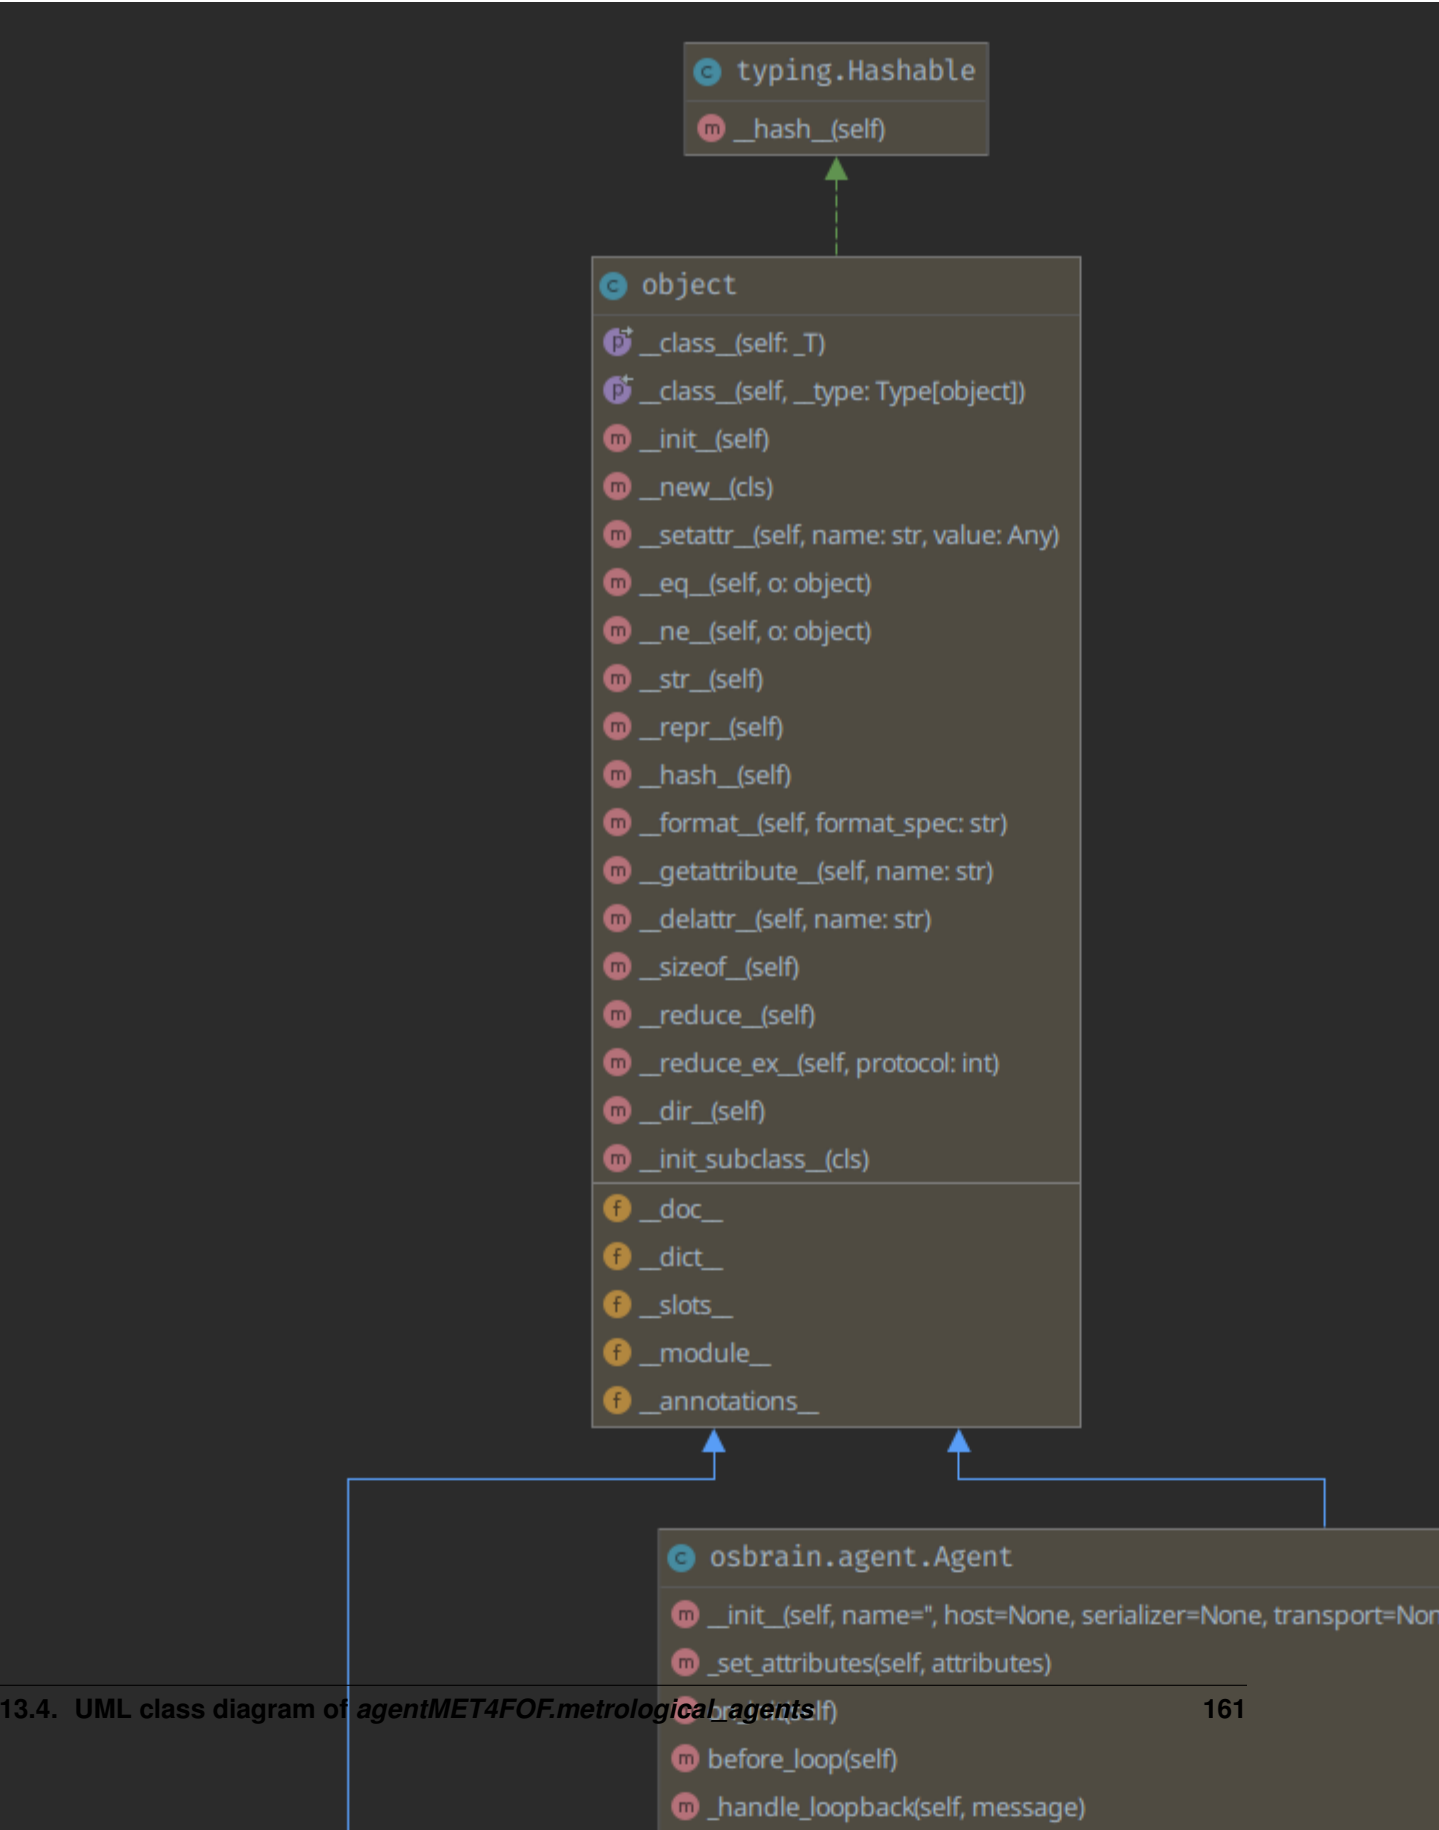 typing.Hashable
__hash__(self)
object
__class__(self: _T)
__class__(self, __type: Type[object])
__init__(self)
__new__(cls)
__setattr__(self, name: str, value: Any)
__eq__(self, o: object)
__ne__(self, o: object)
__str__(self)
__repr__(self)
__hash__(self)
__format__(self, format_spec: str)
__getattribute__(self, name: str)
__delattr__(self, name: str)
__sizeof__(self)
__reduce__(self)
__reduce_ex__(self, protocol: int)
__dir__(self)
__init_subclass__(cls)
__doc__
__dict__
__slots__
__module__
__annotations__
osbrain.agent.Agent
__init__(self, name='', host=None, serializer=None, transport=Non
_set_attributes(self, attributes)
13.4. UML class diagram of agentMET4FOF.metrological_agents 161
before_loop(self)
_handle_loopback(self, message)